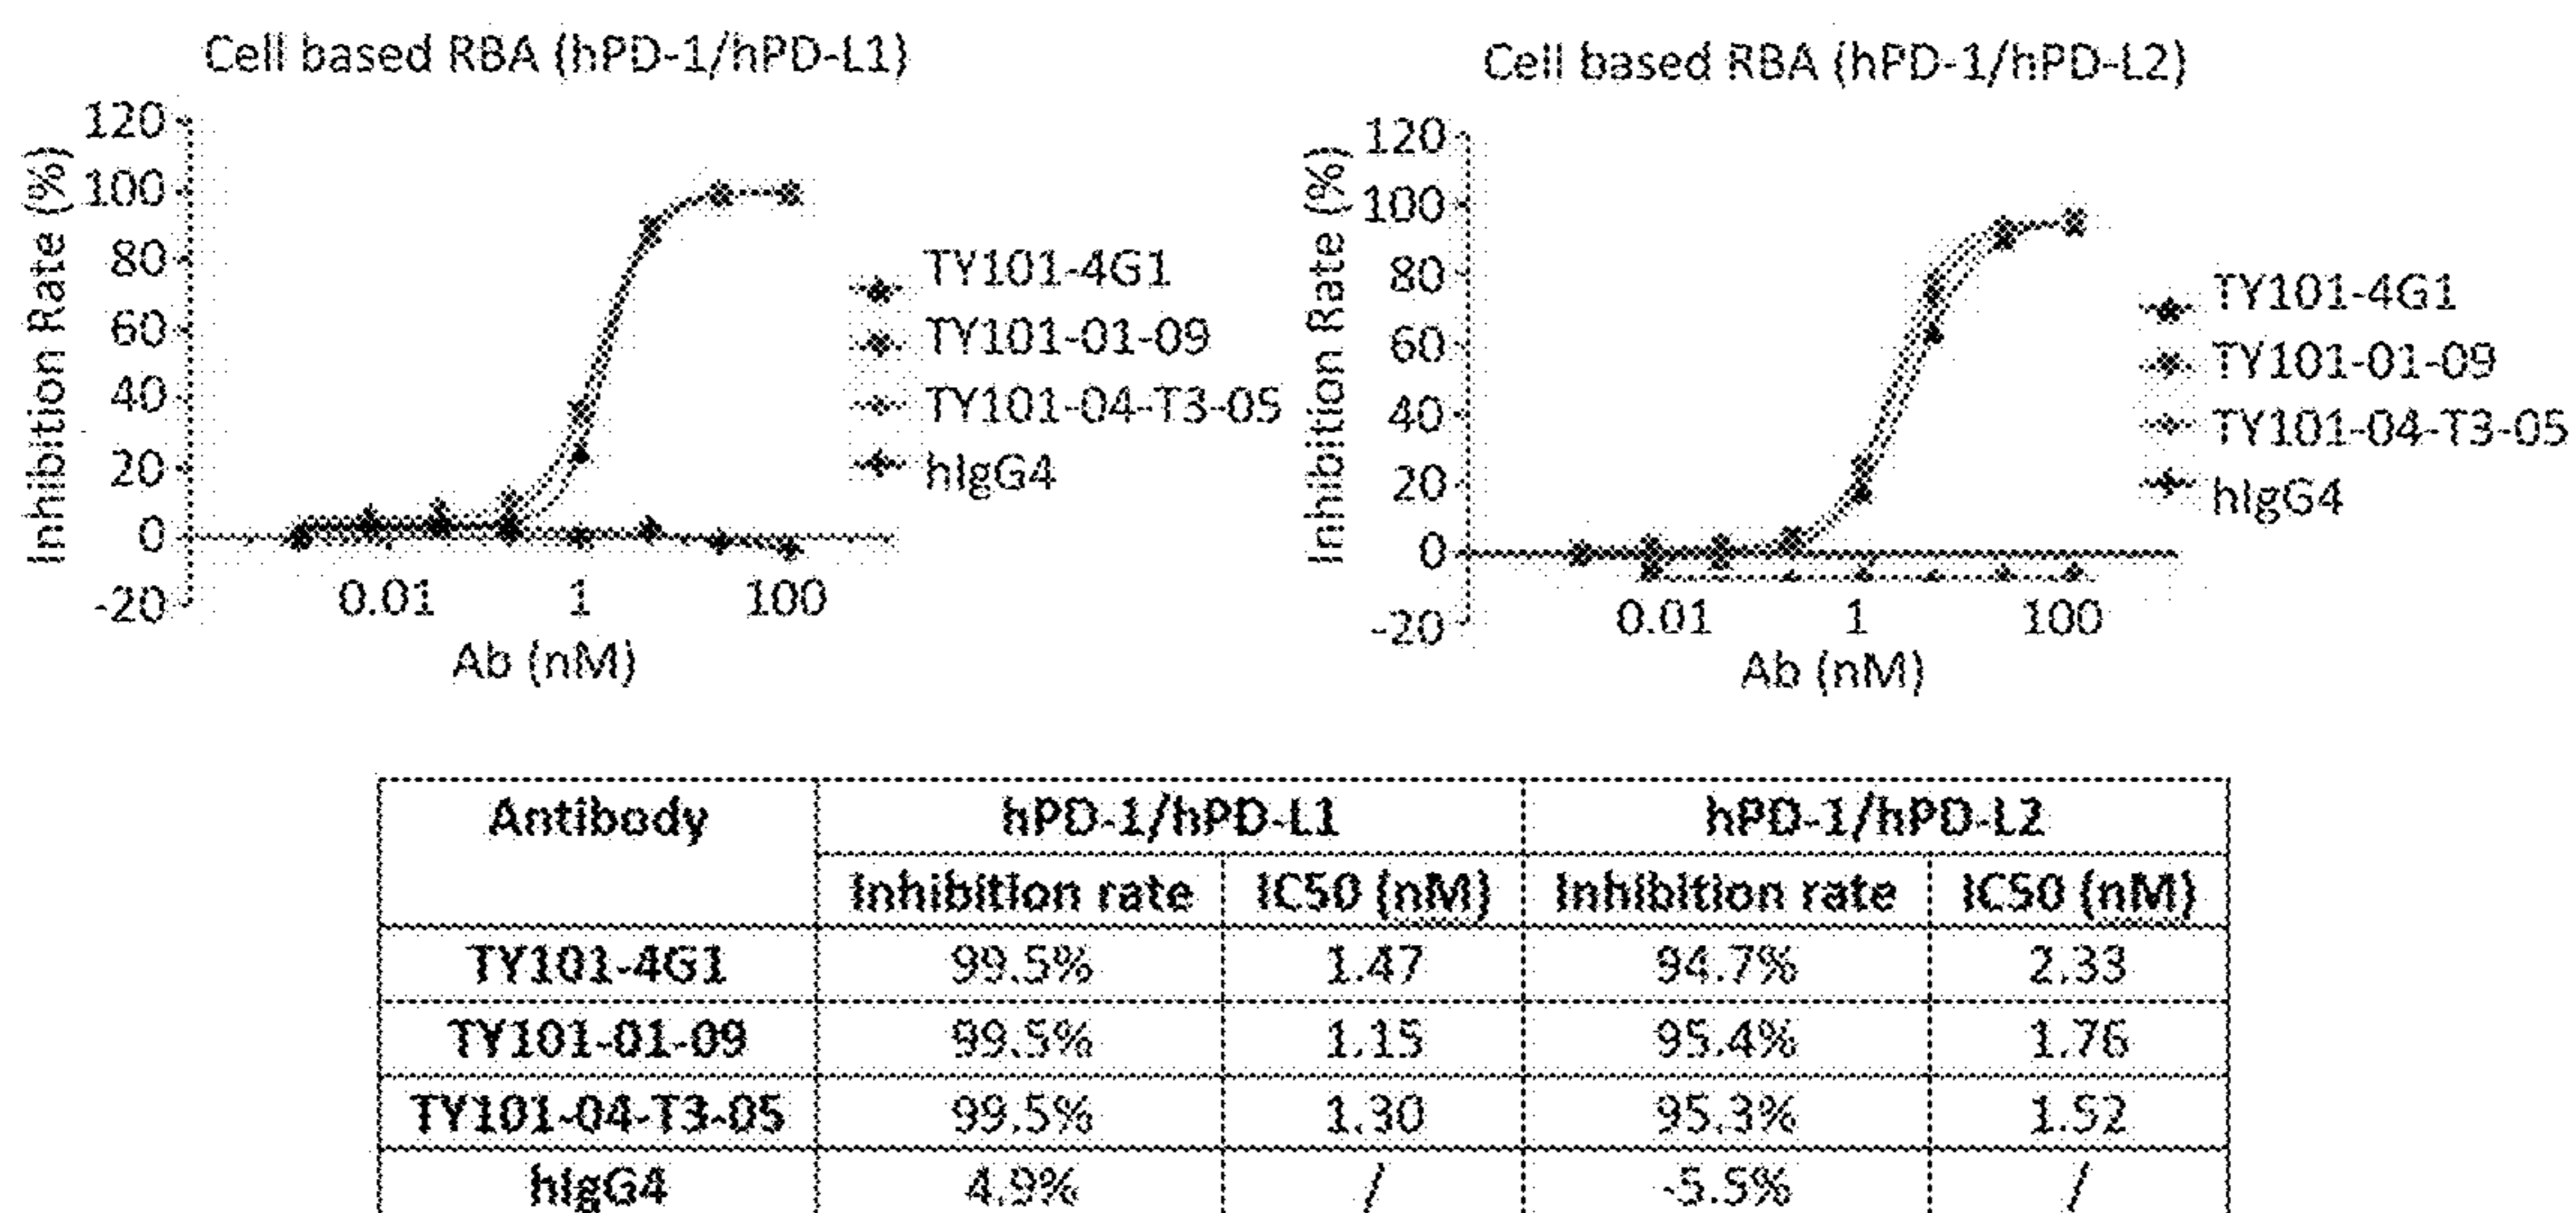 Cell based RBA (hPD-1/hPD-L1)
120
100
80
60
40
20
0
-20
Inhibition Rate (%)
0.01 1 100
Ab (nM)
TY101-4G1
TY101-01-09
TY101-04-T3-05
hIgG4
Cell based RBA (hPD-1/hPD-L2)
120
100
80
60
40
20
0
-20
Inhibition Rate (%)
0.01 1 100
Ab (nM)
TY101-4G1
TY101-01-09
TY101-04-T3-05
hIgG4
Antibody hPD-1/hPD-L1 hPD-1/hPD-L2
Inhibition rate IC50 (nM) Inhibition rate IC50 (nM)
TY101-4G1 99.5% 1.47 94.7% 2.33
TY101-01-09 99.5% 1.15 95.4% 1.76
TY101-04-T3-05 99.5% 1.30 95.3% 1.52
hIgG4 4.9% / -5.5% /